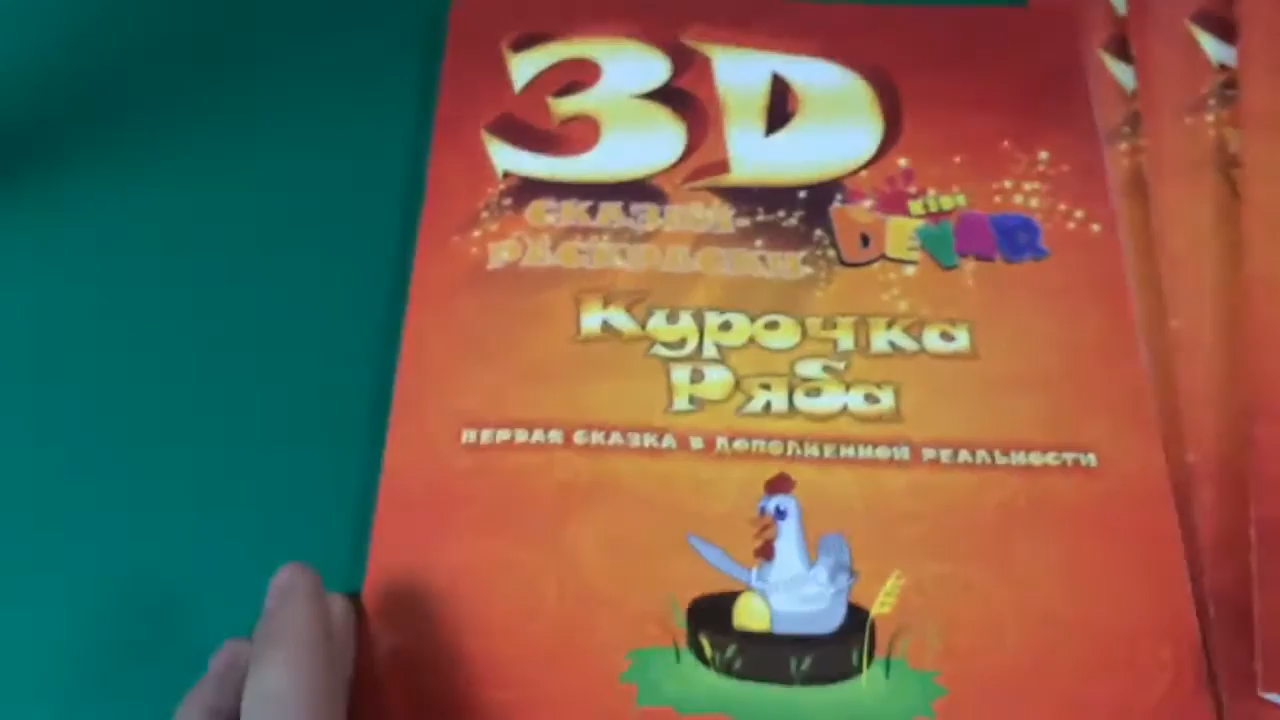 3D
СКАЗКИ-
РАСКРАСКИ
KIDS
DEVAR
Курочка
Ряба
ПЕРВАЯ СКАЗКА В ДОПОЛНЕННОЙ РЕАЛЬНОСТИ